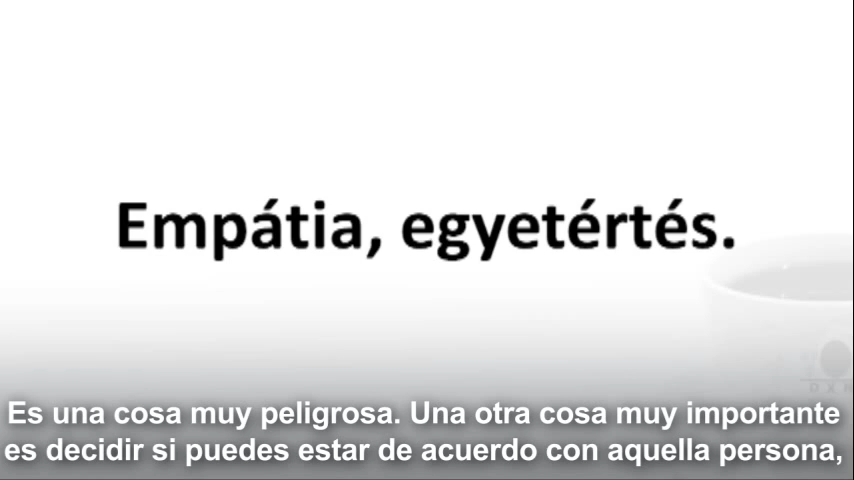 Empátia, egyetértés.
DXN
Es una cosa muy peligrosa. Una otra cosa muy importante
es decidir si puedes estar de acuerdo con aquella persona,